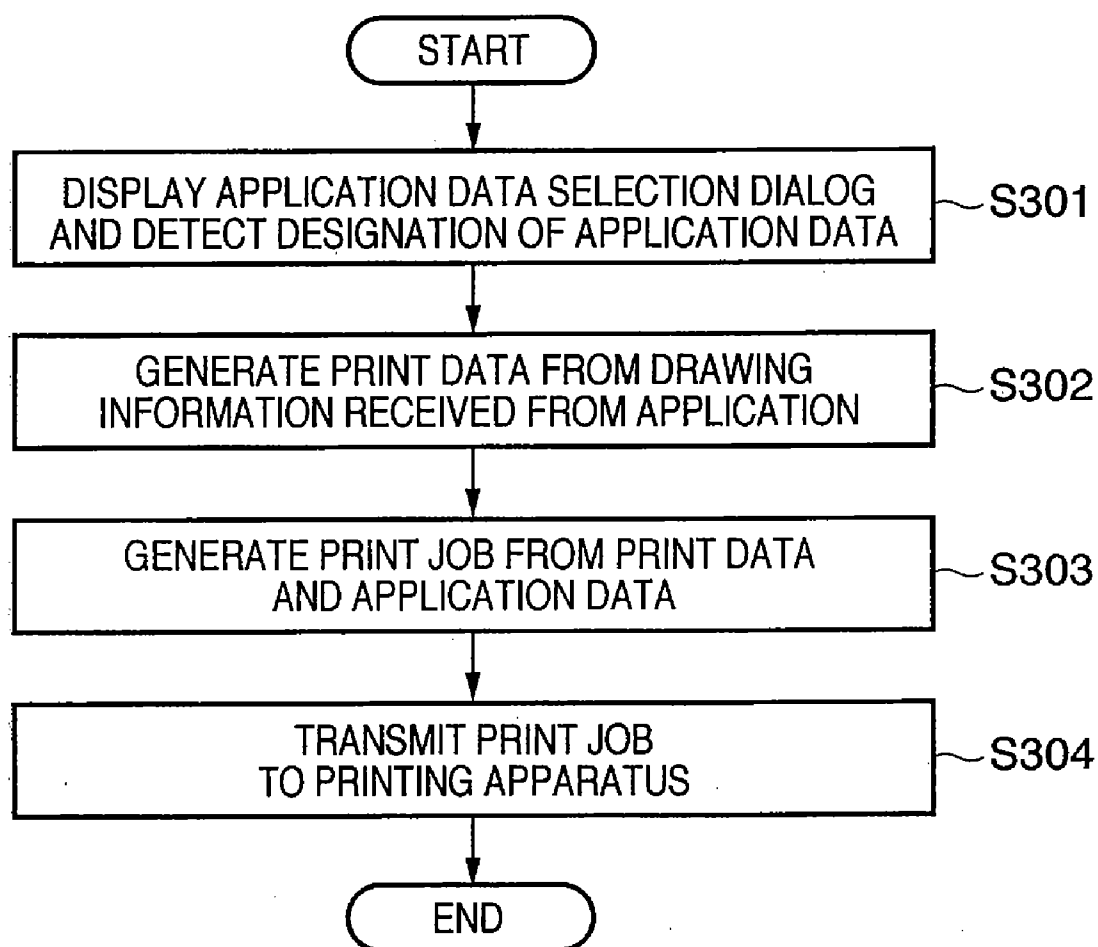 START
DISPLAY APPLICATION DATA SELECTION DIALOG
AND DETECT DESIGNATION OF APPLICATION DATA
S301
GENERATE PRINT DATA FROM DRAWING
INFORMATION RECEIVED FROM APPLICATION
S302
GENERATE PRINT JOB FROM PRINT DATA
AND APPLICATION DATA
S303
TRANSMIT PRINT JOB
TO PRINTING APPARATUS
S304
END